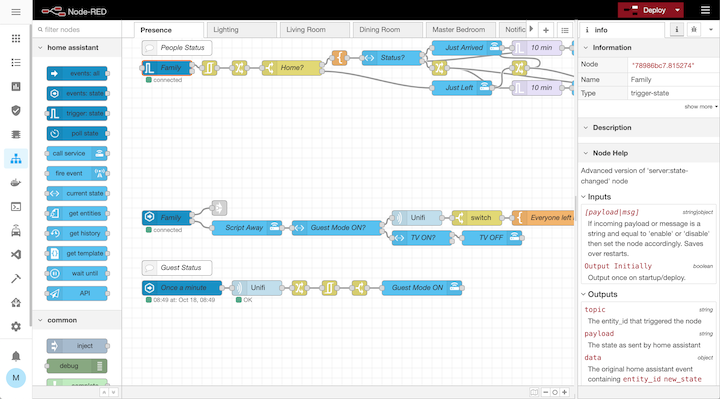 Node-RED
Deploy
filter nodes
Presence
Lighting
Living Room
Dining Room
Master Bedroom
Notific
info
home assistant
events: all
events: state
trigger: state
poll state
call service
fire event
current state
get entities
get history
get template
wait until
API
common
inject
debug
M
People Status
Family
connected
Home?
Status?
Just Arrived
10 min
Just Left
10 min
Family
connected
Script Away
Guest Mode ON?
Unifi
switch
Everyone left
TV ON?
TV OFF
Guest Status
Once a minute
08:49 at: Oct 18, 08:49
Unifi
OK
Guest Mode ON
Information
Node
"78986bc7.815274"
Name
Family
Type
trigger-state
show more
Description
Node Help
Advanced version of 'server:state-
changed' node
Inputs
[payload|msg]
string|object
If incoming payload or message is
a string and equal to 'enable' or 'disable'
then set the node accordingly. Saves
over restarts.
Output Initially
boolean
Output once on startup/deploy.
Outputs
topic
string
The entity_id that triggered the node
payload
string
The state as sent by home assistant
data
object
The original home assistant event
containing entity_id new_state